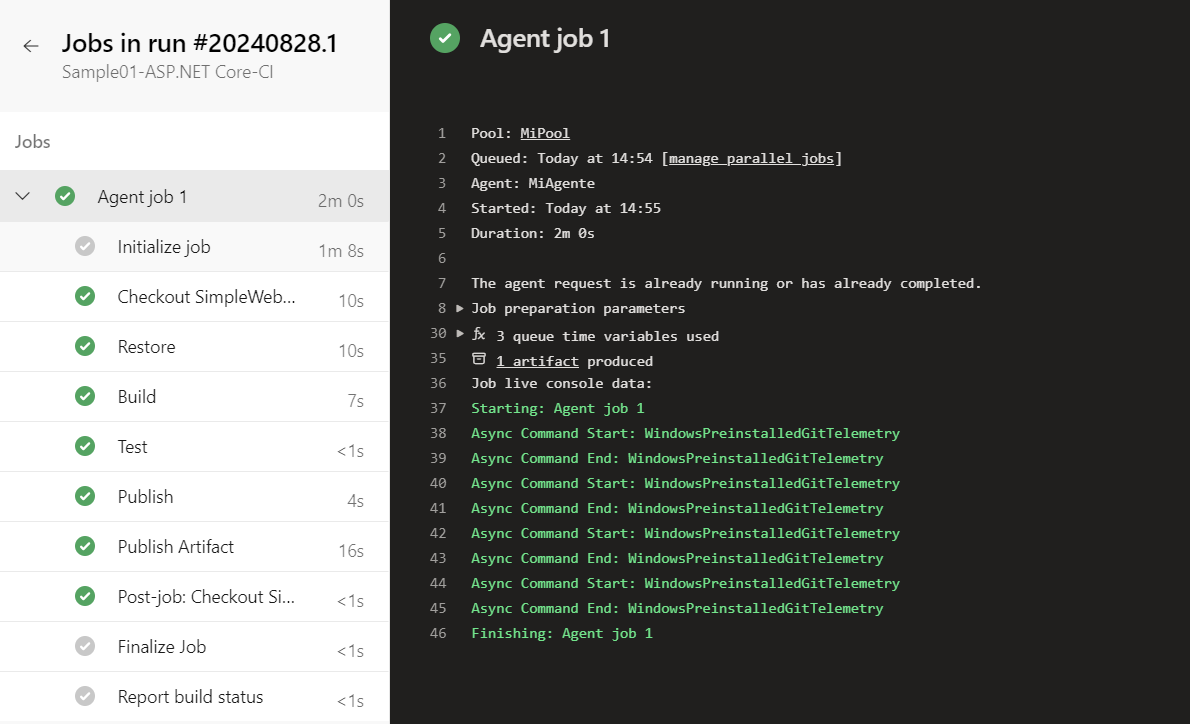 Jobs in run #20240828.1
Sample01-ASP.NET Core-CI
Jobs
Agent job 1 2m 0s
Initialize job 1m 8s
Checkout SimpleWeb... 10s
Restore 10s
Build 7s
Test <1s
Publish 4s
Publish Artifact 16s
Post-job: Checkout Si... <1s
Finalize Job <1s
Report build status <1s
Agent job 1
1 Pool: MiPool
2 Queued: Today at 14:54 [manage parallel jobs]
3 Agent: MiAgente
4 Started: Today at 14:55
5 Duration: 2m 0s
6
7 The agent request is already running or has already completed.
8 Job preparation parameters
30 fx 3 queue time variables used
35 1 artifact produced
36 Job live console data:
37 Starting: Agent job 1
38 Async Command Start: WindowsPreinstalledGitTelemetry
39 Async Command End: WindowsPreinstalledGitTelemetry
40 Async Command Start: WindowsPreinstalledGitTelemetry
41 Async Command End: WindowsPreinstalledGitTelemetry
42 Async Command Start: WindowsPreinstalledGitTelemetry
43 Async Command End: WindowsPreinstalledGitTelemetry
44 Async Command Start: WindowsPreinstalledGitTelemetry
45 Async Command End: WindowsPreinstalledGitTelemetry
46 Finishing: Agent job 1